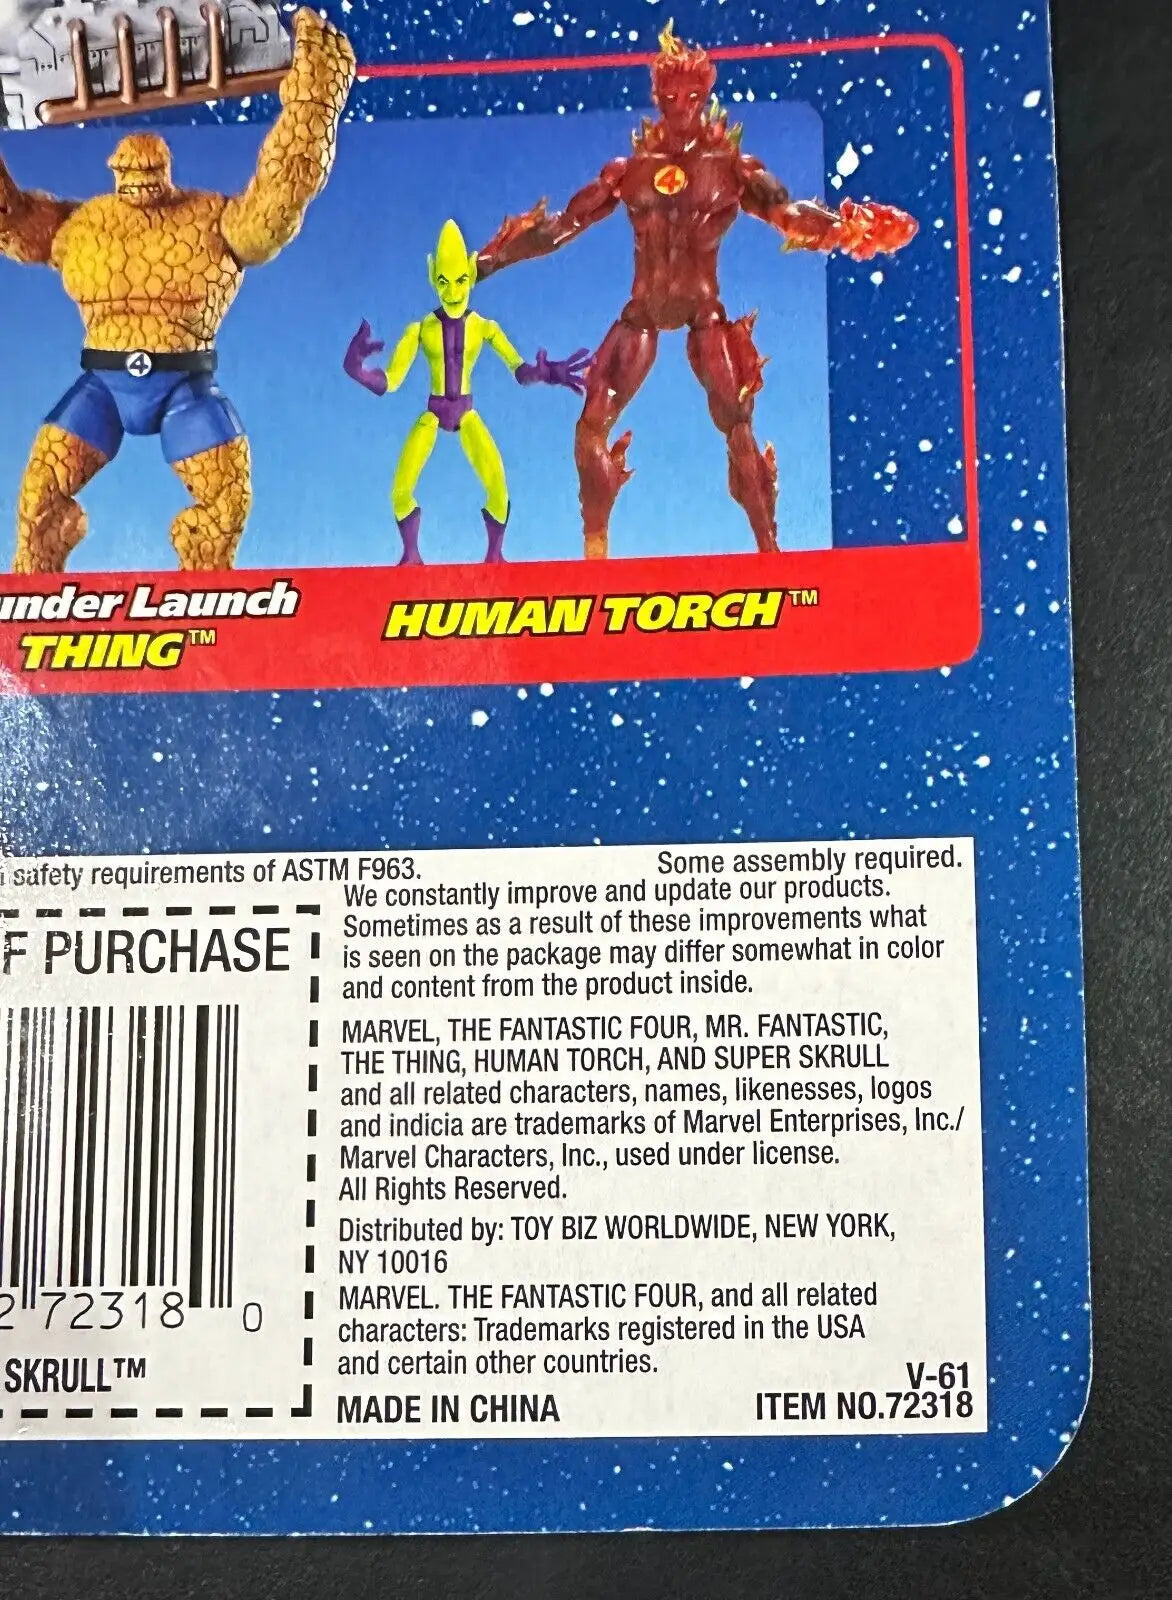 4
4
under Launch
THING™
HUMAN TORCH™
safety requirements of ASTM F963.
Some assembly required.
We constantly improve and update our products.
Sometimes as a result of these improvements what
is seen on the package may differ somewhat in color
and content from the product inside.
F PURCHASE
MARVEL, THE FANTASTIC FOUR, MR. FANTASTIC,
THE THING, HUMAN TORCH, AND SUPER SKRULL
and all related characters, names, likenesses, logos
and indicia are trademarks of Marvel Enterprises, Inc./
Marvel Characters, Inc., used under license.
All Rights Reserved.
Distributed by: TOY BIZ WORLDWIDE, NEW YORK,
NY 10016
MARVEL. THE FANTASTIC FOUR, and all related
characters: Trademarks registered in the USA
and certain other countries.
MADE IN CHINA
V-61
ITEM NO.72318
2 72318 0
SKRULL™